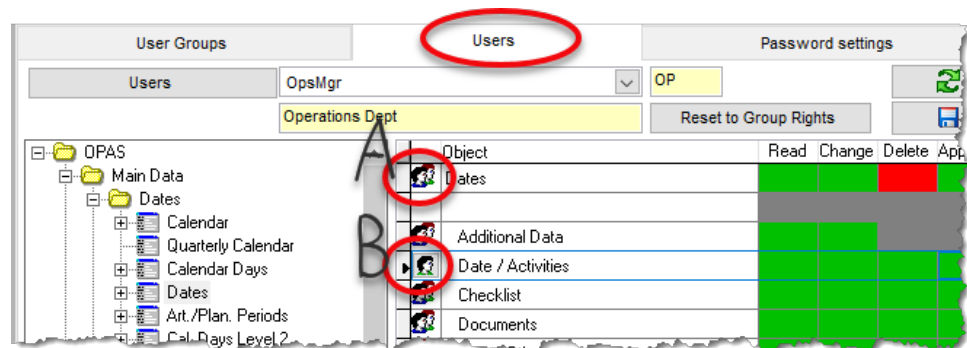 User Groups Users Password settings
Users OpsMgr OP
Operations Dept Reset to Group Rights
A
OPAS Object Read Change Delete App
Main Data Dates
Dates
Calendar Additional Data
Quarterly Calendar
B
Calendar Days Date / Activities
Dates Checklist
Art./Plan. Periods Documents
Cal. Days Level 2